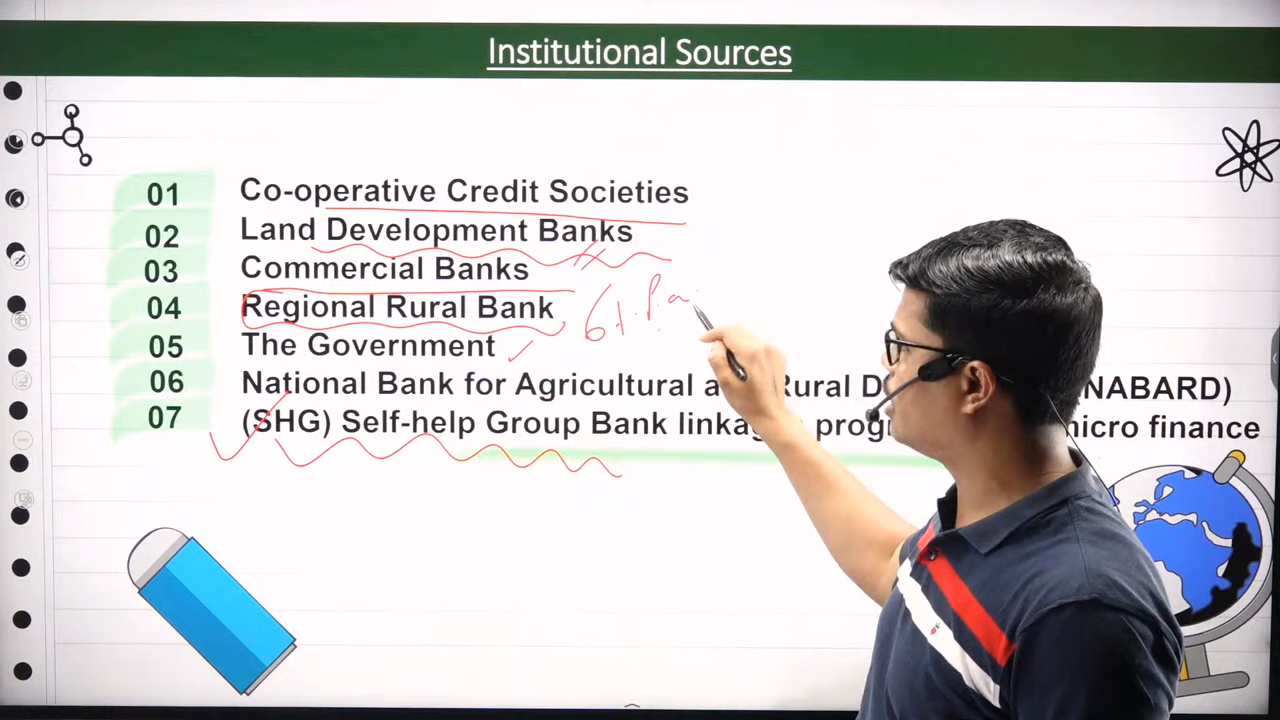 Institutional Sources
01 Co-operative Credit Societies
02 Land Development Banks
03 Commercial Banks
04 Regional Rural Bank
05 The Government
06 National Bank for Agricultural Rural NABARD)
07 (SHG) Self-help Group Bank micro finance